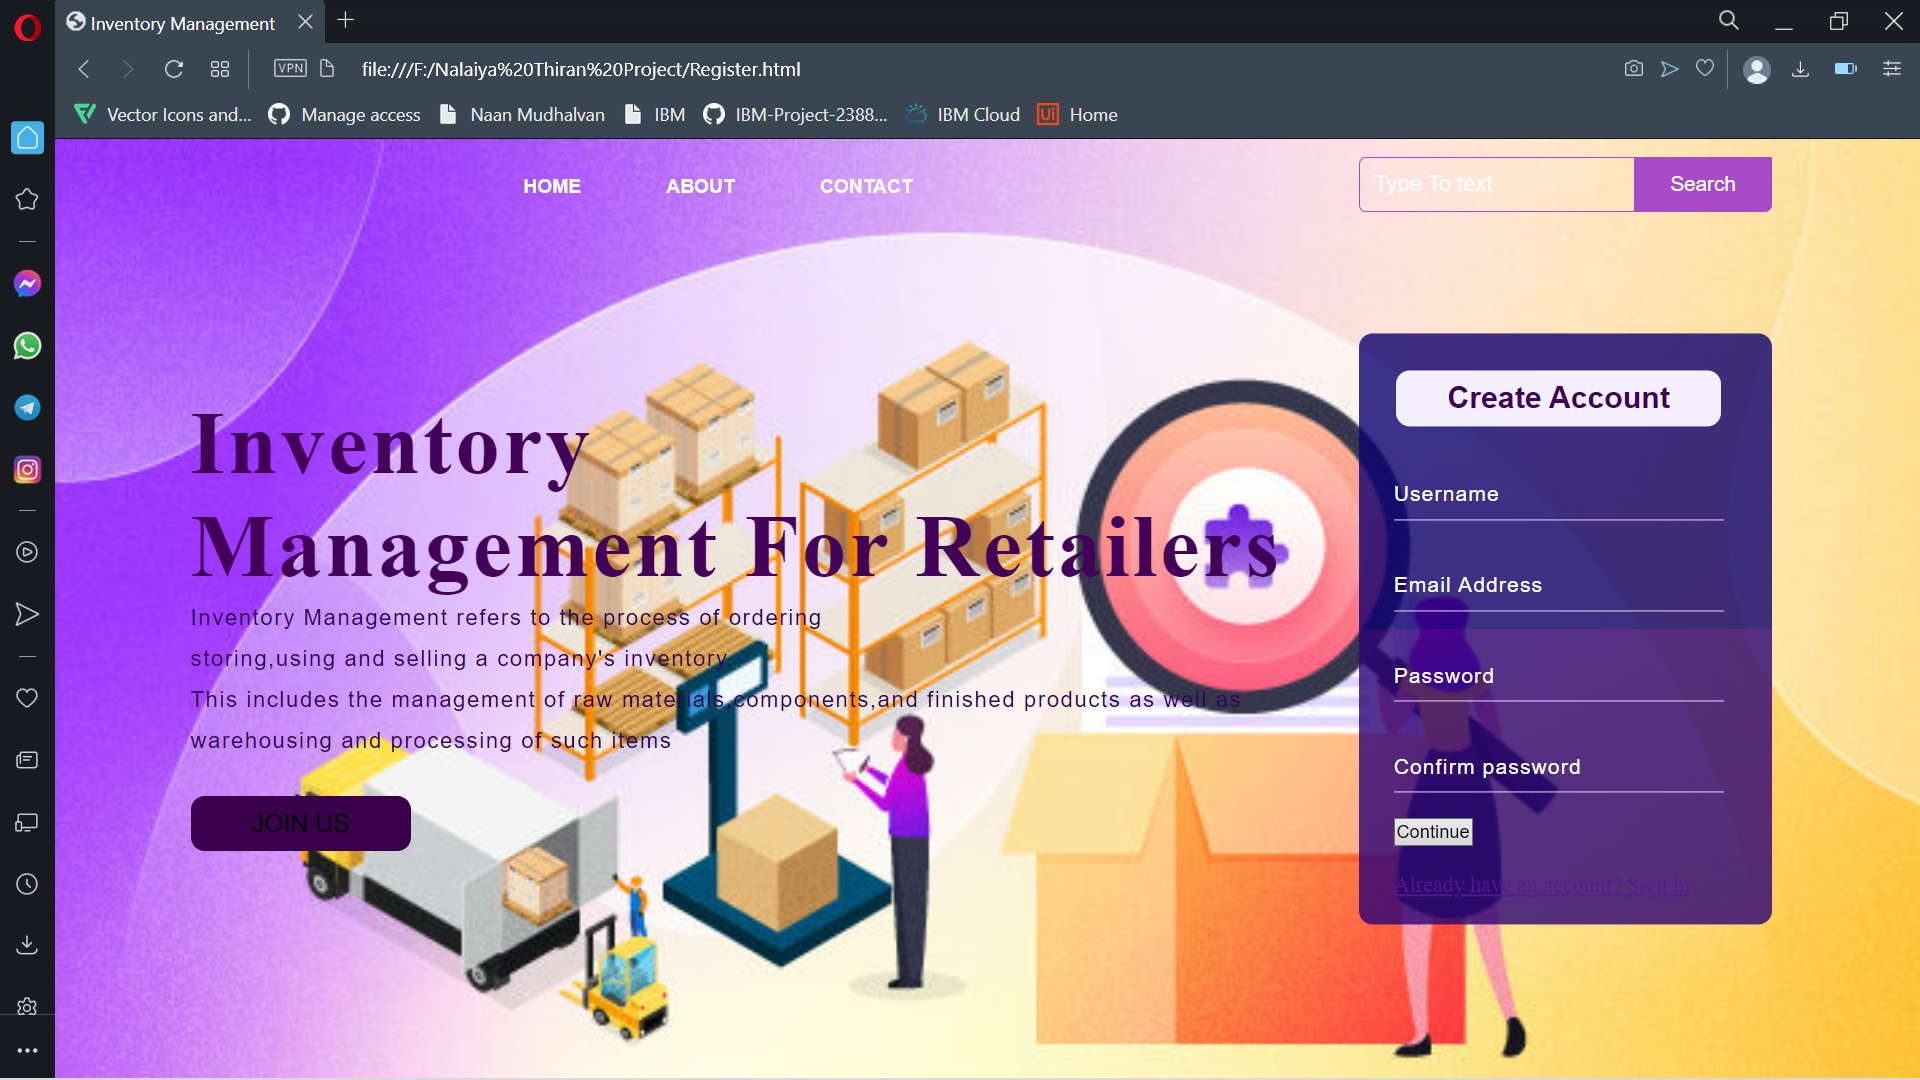 Inventory Management
VPN
file:///F:/Nalaiya%20Thiran%20Project/Register.html
Vector Icons and... Manage access Naan Mudhalvan IBM IBM-Project-2388... IBM Cloud Ui Home
HOME ABOUT CONTACT Type To text Search
Inventory
Management For Retailers
Inventory Management refers to the process of ordering
storing,using and selling a company's inventory.
This includes the management of raw materials,components,and finished products as well as
warehousing and processing of such items
JOIN US
Create Account
Username
Email Address
Password
Confirm password
Continue
Already have an account? Sign in